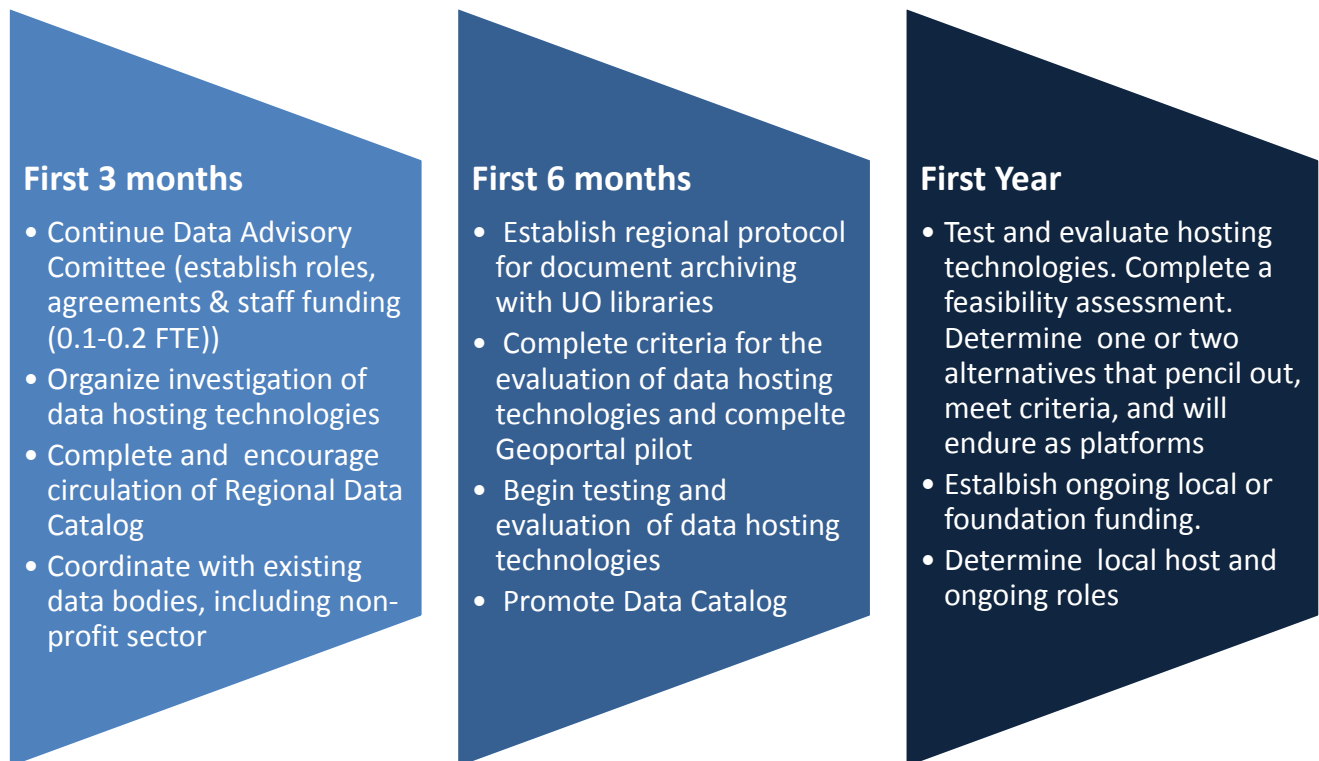 First 3 months
• Continue Data Advisory
Comittee (establish roles,
agreements & staff funding
(0.1-0.2 FTE))
• Organize investigation of
data hosting technologies
• Complete and encourage
circulation of Regional Data
Catalog
• Coordinate with existing
data bodies, including non-
profit sector
First 6 months
• Establish regional protocol
for document archiving
with UO libraries
• Complete criteria for the
evaluation of data hosting
technologies and compelte
Geoportal pilot
• Begin testing and
evaluation of data hosting
technologies
• Promote Data Catalog
First Year
• Test and evaluate hosting
technologies. Complete a
feasibility assessment.
Determine one or two
alternatives that pencil out,
meet criteria, and will
endure as platforms
• Estalbish ongoing local or
foundation funding.
• Determine local host and
ongoing roles